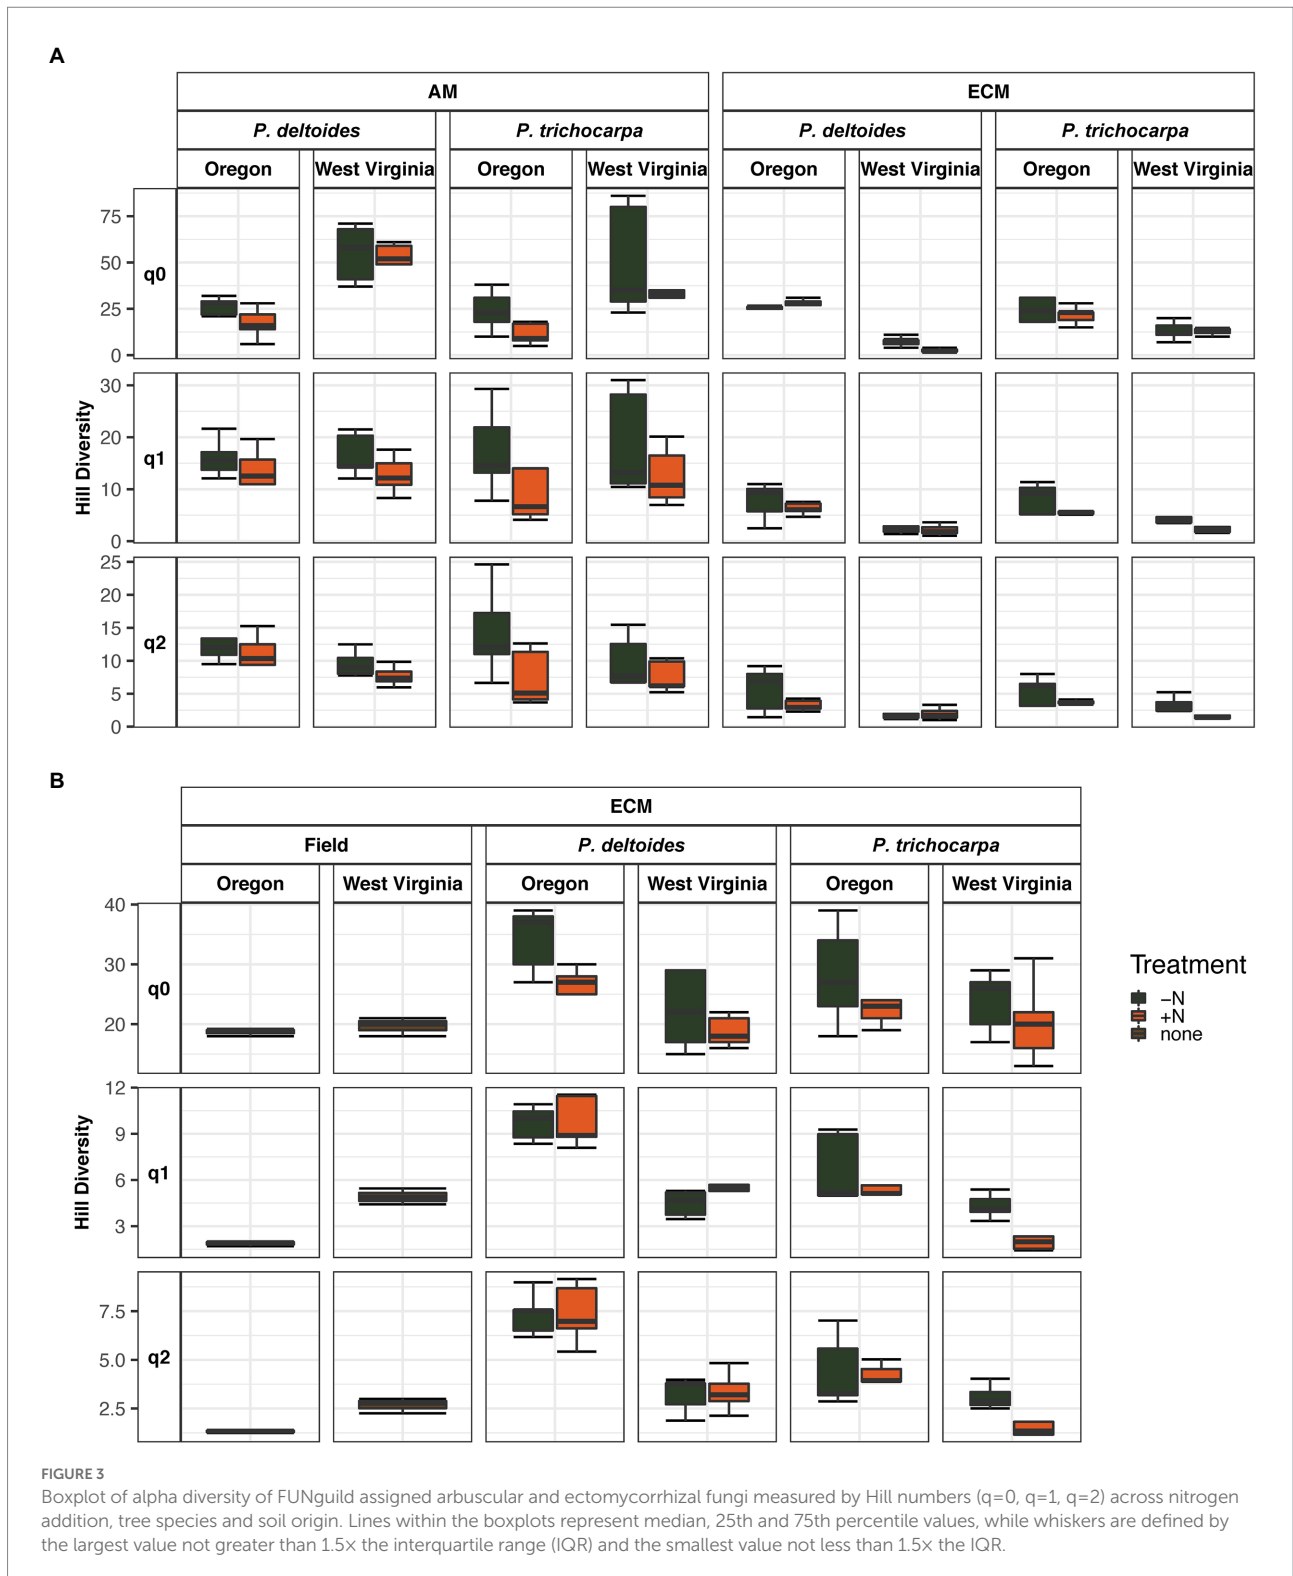 A
AM ECM
P. deltoides P. trichocarpa P. deltoides P. trichocarpa
Oregon West Virginia Oregon West Virginia Oregon West Virginia Oregon West Virginia
75
50
25
0
q0
30
20
10
0
q1
25
20
15
10
5
0
q2
Hill Diversity
B
ECM
Field P. deltoides P. trichocarpa
Oregon West Virginia Oregon West Virginia Oregon West Virginia
40
30
20
q0
12
9
6
3
q1
7.5
5.0
2.5
q2
Hill Diversity
Treatment
−N
+N
none
FIGURE 3
Boxplot of alpha diversity of FUNguild assigned arbuscular and ectomycorrhizal fungi measured by Hill numbers (q=0, q=1, q=2) across nitrogen
addition, tree species and soil origin. Lines within the boxplots represent median, 25th and 75th percentile values, while whiskers are defined by
the largest value not greater than 1.5× the interquartile range (IQR) and the smallest value not less than 1.5× the IQR.